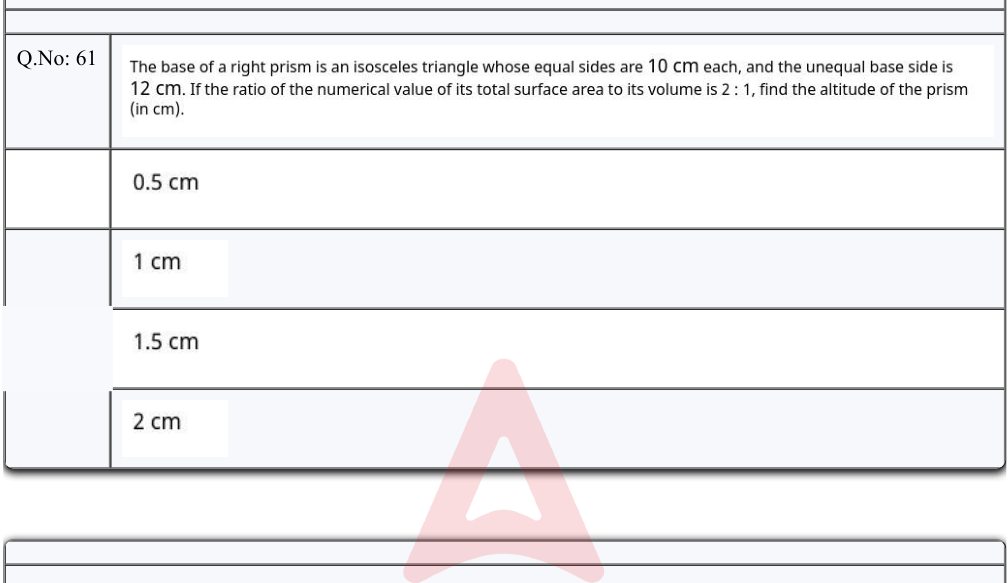 Q.No: 61
The base of a right prism is an isosceles triangle whose equal sides are 10 cm each, and the unequal base side is
12 cm. If the ratio of the numerical value of its total surface area to its volume is 2 : 1, find the altitude of the prism
(in cm).
0.5 cm
1 cm
1.5 cm
2 cm